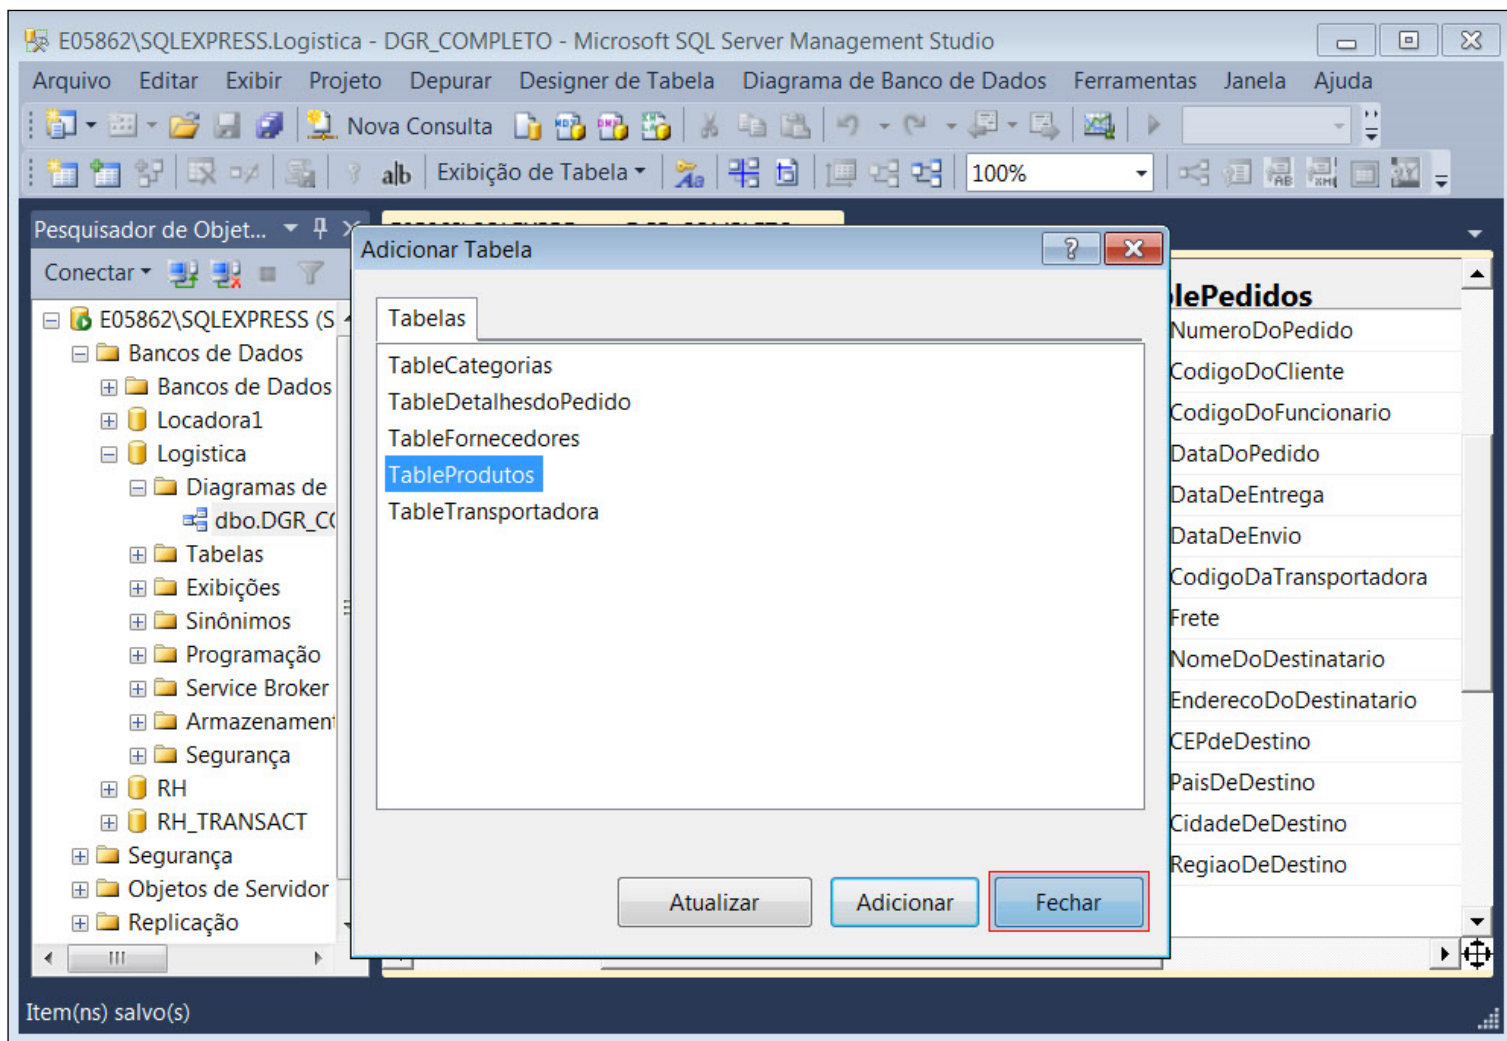 E05862\SQLEXPRESS.Logistica - DGR_COMPLETO - Microsoft SQL Server Management Studio
Arquivo Editar Exibir Projeto Depurar Designer de Tabela Diagrama de Banco de Dados Ferramentas Janela Ajuda
Nova Consulta
Exibição de Tabela 100%
Pesquisador de Objet...
Conectar
E05862\SQLEXPRESS (S
Bancos de Dados
Bancos de Dados
Locadora1
Logistica
Diagramas de
dbo.DGR_C
Tabelas
Exibições
Sinônimos
Programação
Service Broker
Armazenament
Segurança
RH
RH_TRANSACT
Segurança
Objetos de Servidor
Replicação
Adicionar Tabela
Tabelas
TableCategorias
TableDetalhesdoPedido
TableFornecedores
TableProdutos
TableTransportadora
Atualizar Adicionar Fechar
lePedidos
NumeroDoPedido
CodigoDoCliente
CodigoDoFuncionario
DataDoPedido
DataDeEntrega
DataDeEnvio
CodigoDaTransportadora
Frete
NomeDoDestinatario
EnderecoDoDestinatario
CEPdeDestino
PaisDeDestino
CidadeDeDestino
RegiaoDeDestino
Item(ns) salvo(s)